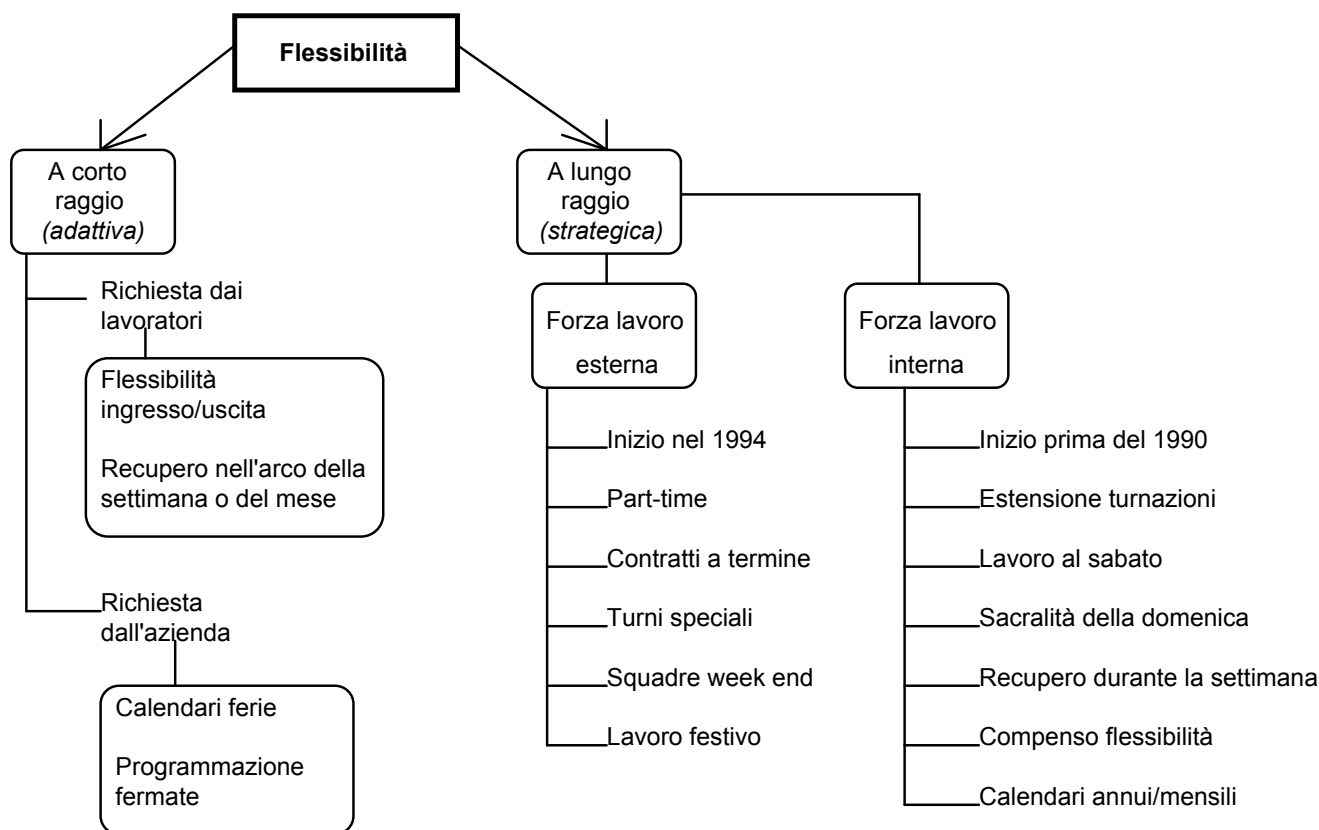 Flessibilità
A corto
raggio
(adattiva)
A lungo
raggio
(strategica)
Richiesta dai
lavoratori
Flessibilità
ingresso/uscita
Recupero nell'arco della
settimana o del mese
Richiesta
dall'azienda
Calendari ferie
Programmazione
fermate
Forza lavoro
esterna
Inizio nel 1994
Part-time
Contratti a termine
Turni speciali
Squadre week end
Lavoro festivo
Forza lavoro
interna
Inizio prima del 1990
Estensione turnazioni
Lavoro al sabato
Sacralità della domenica
Recupero durante la settimana
Compenso flessibilità
Calendari annui/mensili